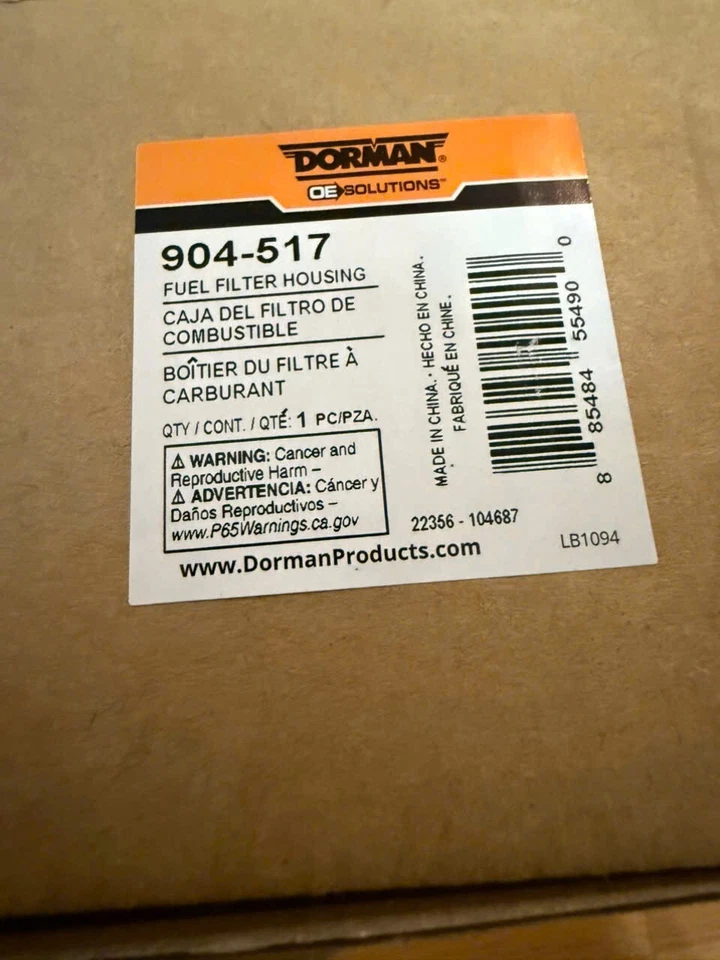 DORMAN®
OE SOLUTIONS™
904-517
FUEL FILTER HOUSING
CAJA DEL FILTRO DE
COMBUSTIBLE
BOÎTIER DU FILTRE À
CARBURANT
QTY / CONT. / QTÉ: 1 PC/PZA.
⚠ WARNING: Cancer and
Reproductive Harm –
⚠ ADVERTENCIA: Cáncer y
Daños Reproductivos –
www.P65Warnings.ca.gov
MADE IN CHINA. · HECHO EN CHINA.
FABRIQUÉ EN CHINE.
8 85484 55490 0
22356 - 104687
www.DormanProducts.com
LB1094